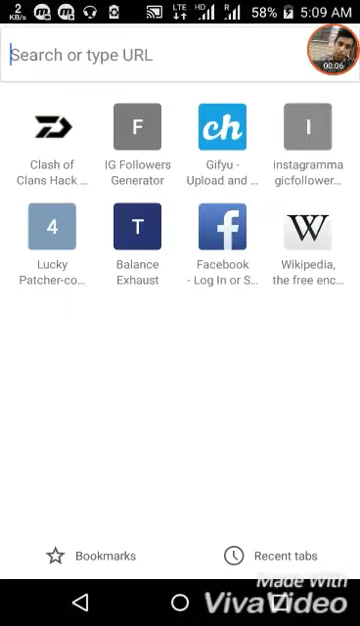 2 KB/s LTE HD R 58% 5:09 AM
Search or type URL
00:06
F I
Clash of Clans Hack ...
IG Followers Generator
Gifyu - Upload and ...
instagramma gicfollower...
4 T f W
Lucky Patcher-co...
Balance Exhaust
Facebook - Log In or S...
Wikipedia, the free enc...
Bookmarks Recent tabs
Made With
VivaVideo